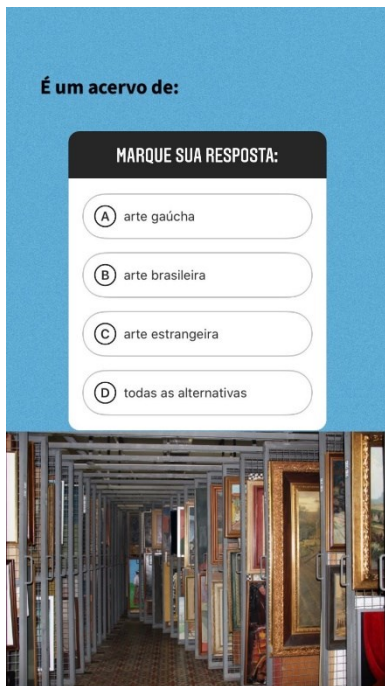 É um acervo de:
MARQUE SUA RESPOSTA:
A arte gaúcha
B arte brasileira
C arte estrangeira
D todas as alternativas